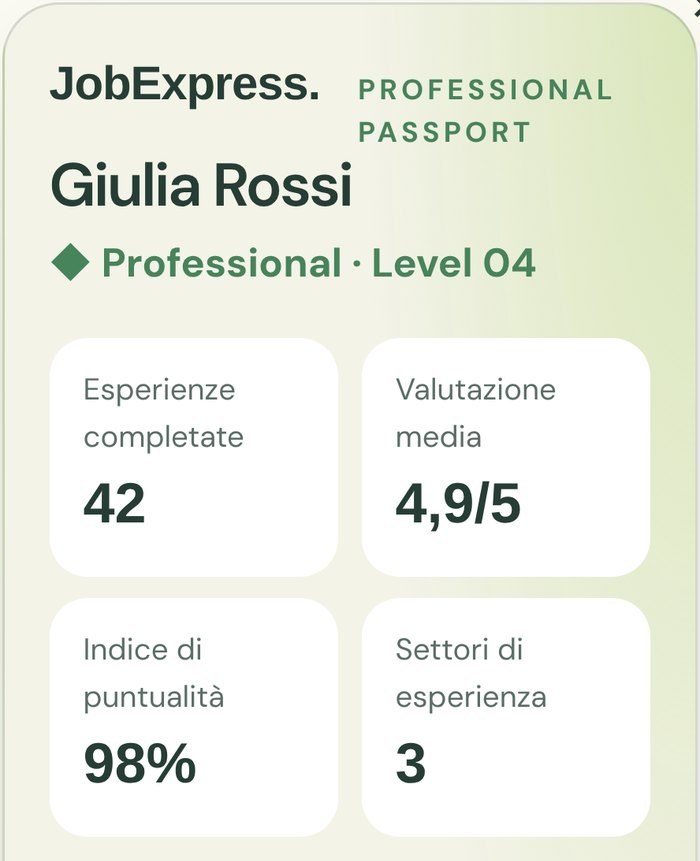 JobExpress.
PROFESSIONAL
PASSPORT
Giulia Rossi
Professional · Level 04
Esperienze
completate
42
Valutazione
media
4,9/5
Indice di
puntualità
98%
Settori di
esperienza
3